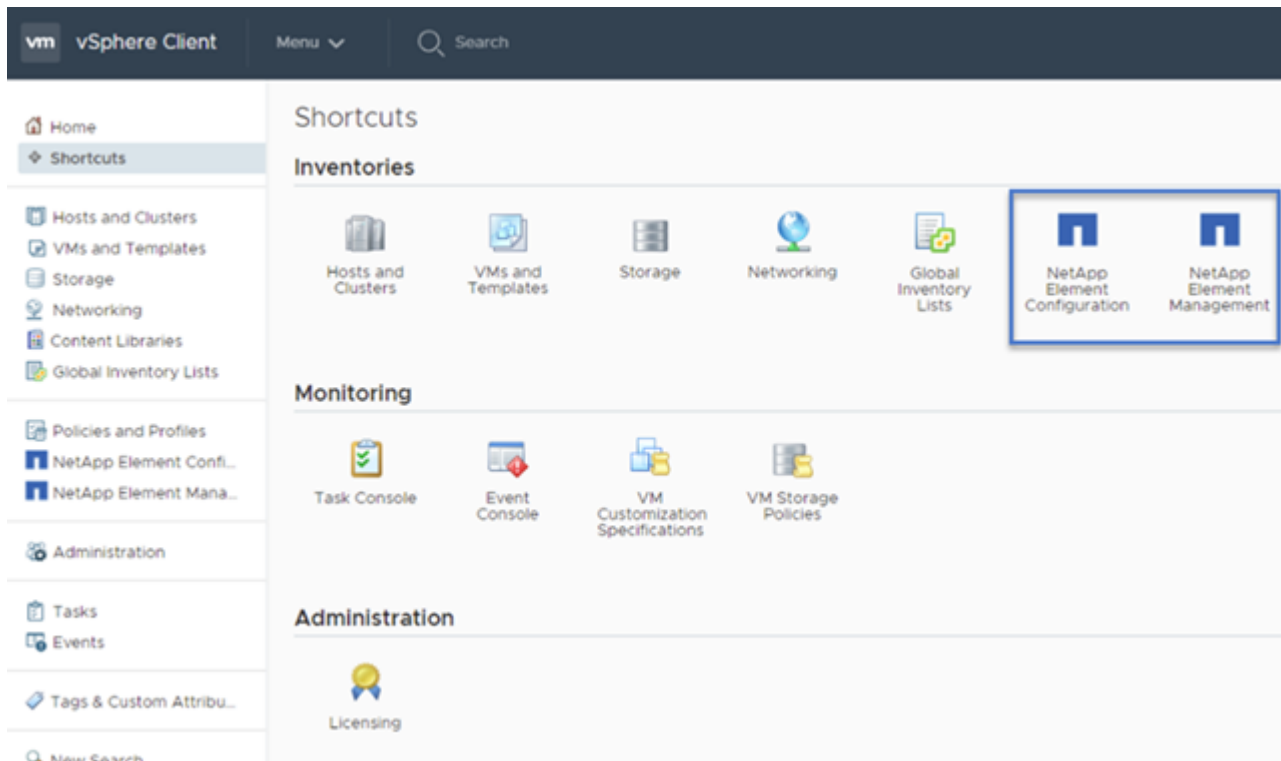 vm vSphere Client Menu Search
Home
Shortcuts
Hosts and Clusters
VMs and Templates
Storage
Networking
Content Libraries
Global Inventory Lists
Policies and Profiles
NetApp Element Confi...
NetApp Element Mana...
Administration
Tasks
Events
Tags & Custom Attribu...
New Search
Shortcuts
Inventories
Hosts and
Clusters
VMs and
Templates
Storage
Networking
Global
Inventory
Lists
NetApp
Element
Configuration
NetApp
Element
Management
Monitoring
Task Console
Event
Console
VM
Customization
Specifications
VM Storage
Policies
Administration
Licensing